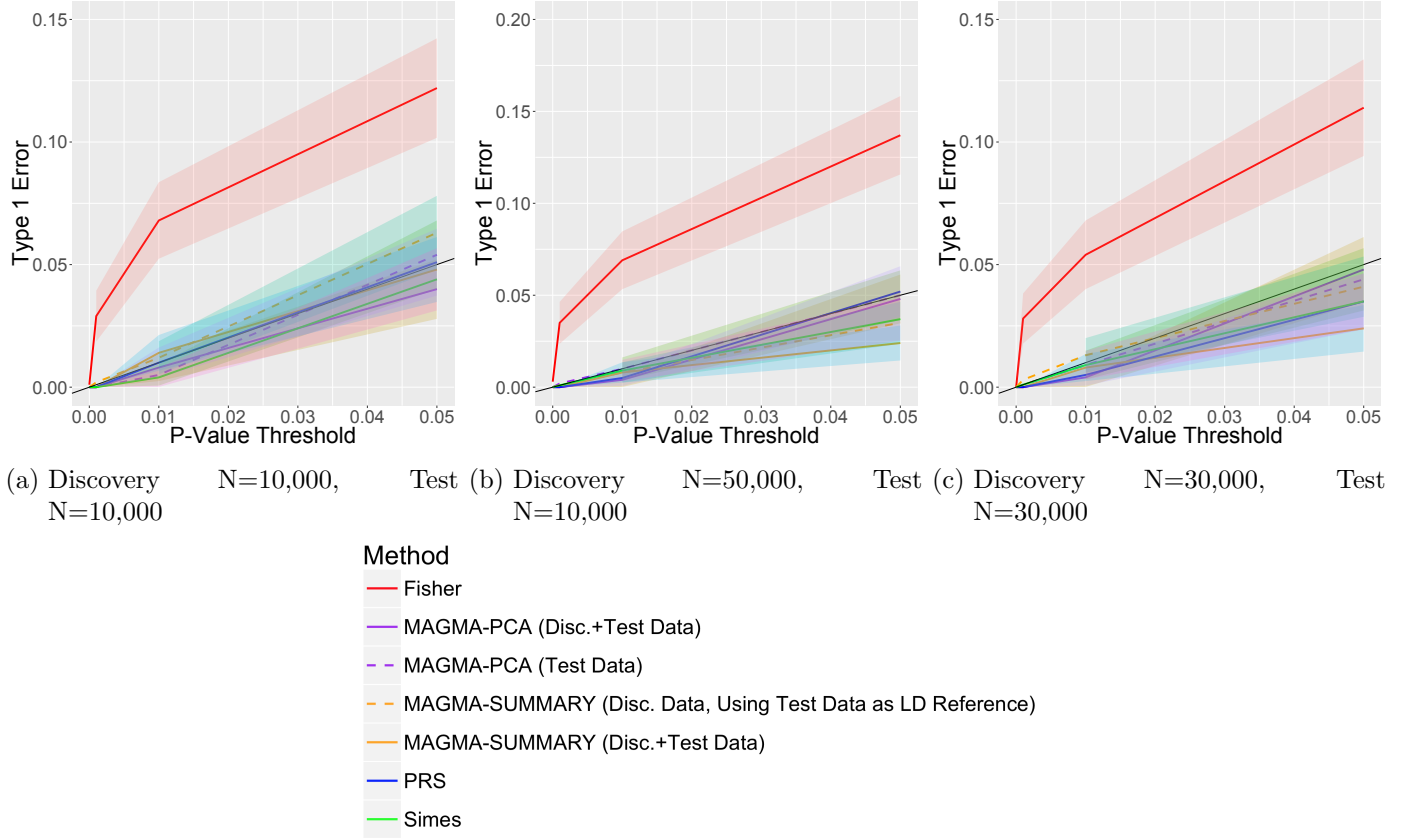 0.15
0.10
0.05
0.00
Type 1 Error
0.00 0.01 0.02 0.03 0.04 0.05
P-Value Threshold
0.20
0.15
0.10
0.05
0.00
Type 1 Error
0.00 0.01 0.02 0.03 0.04 0.05
P-Value Threshold
0.15
0.10
0.05
0.00
Type 1 Error
0.00 0.01 0.02 0.03 0.04 0.05
P-Value Threshold
(a) Discovery N=10,000, Test
N=10,000
(b) Discovery N=50,000, Test
N=10,000
(c) Discovery N=30,000, Test
N=30,000
Method
Fisher
MAGMA-PCA (Disc.+Test Data)
MAGMA-PCA (Test Data)
MAGMA-SUMMARY (Disc. Data, Using Test Data as LD Reference)
MAGMA-SUMMARY (Disc.+Test Data)
PRS
Simes